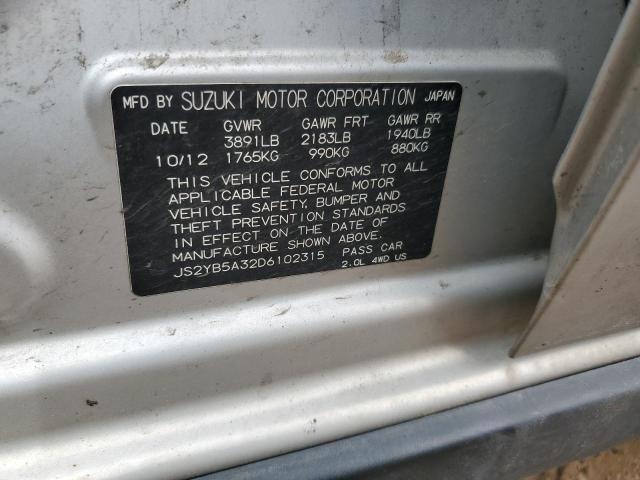 MFD BY SUZUKI MOTOR CORPORATION JAPAN
DATE GVWR GAWR FRT GAWR RR
3891LB 2183LB 1940LB
10/12 1765KG 990KG 880KG
THIS VEHICLE CONFORMS TO ALL
APPLICABLE FEDERAL MOTOR
VEHICLE SAFETY, BUMPER AND
THEFT PREVENTION STANDARDS
IN EFFECT ON THE DATE OF
MANUFACTURE SHOWN ABOVE.
JS2YB5A32D6102315 PASS CAR
2.0L 4WD US